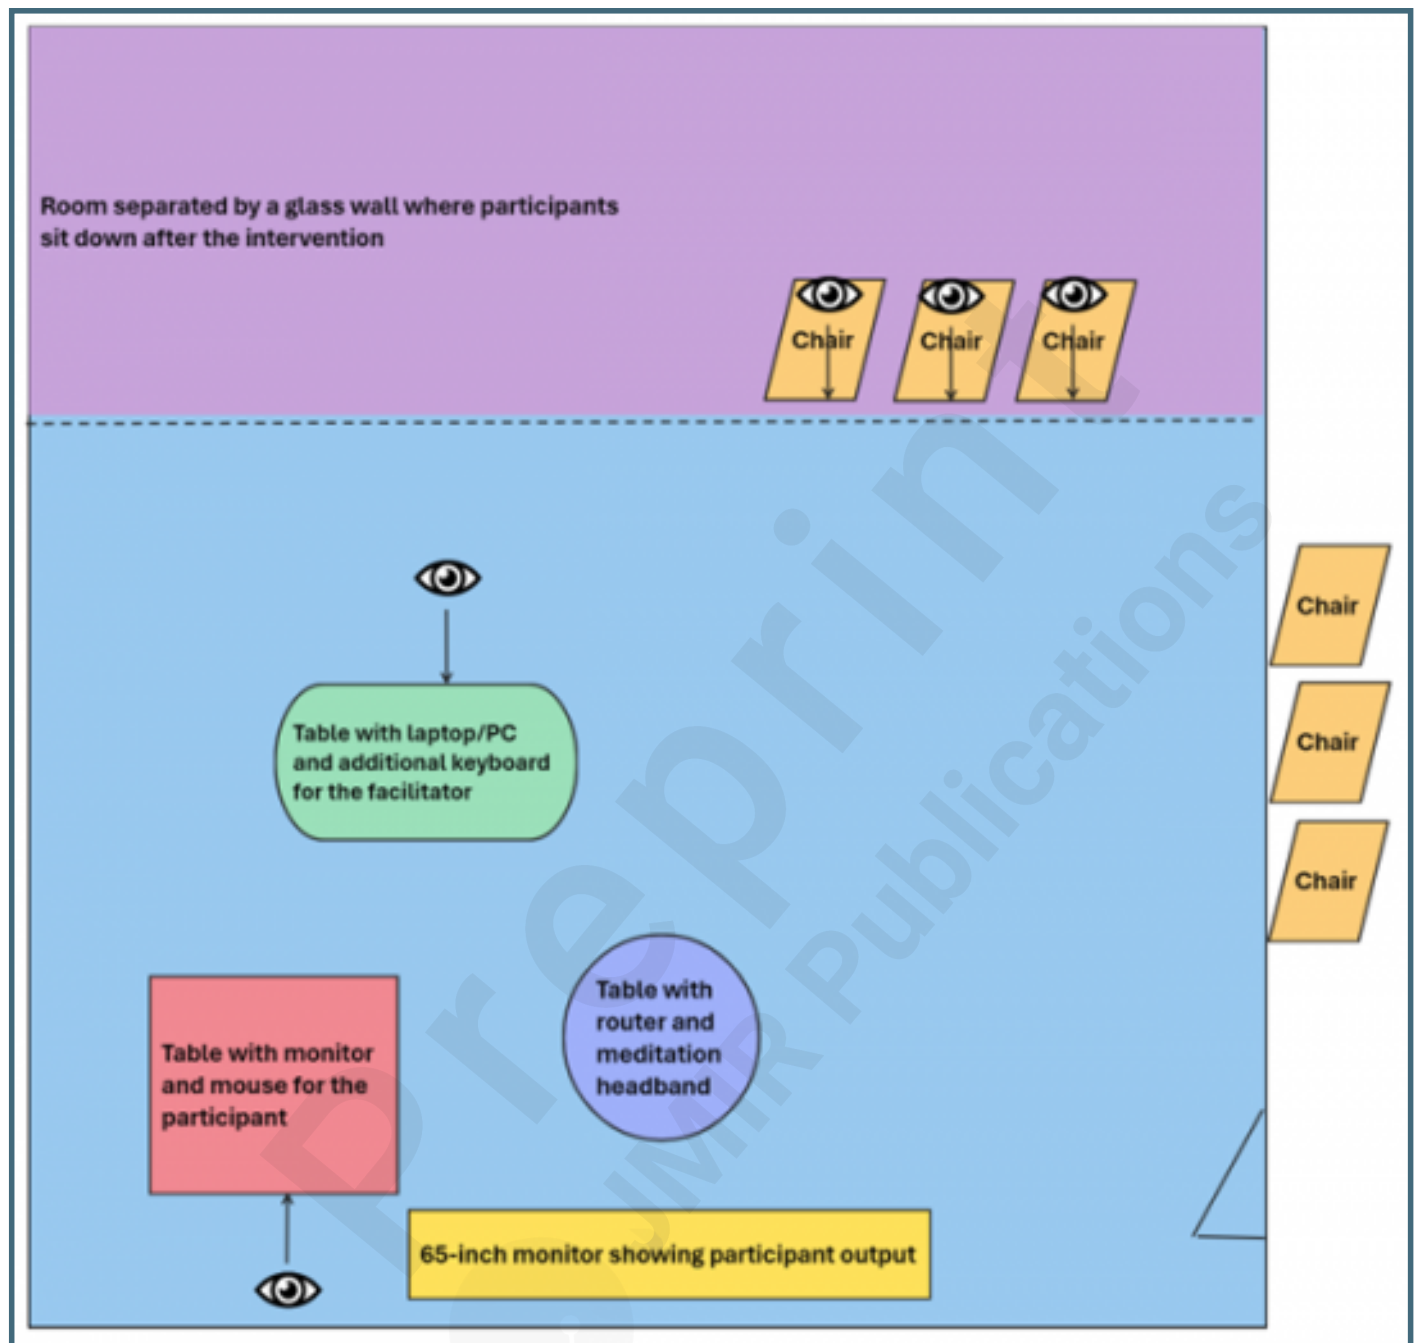 Room separated by a glass wall where participants
sit down after the intervention
Chair
Chair
Chair
Chair
Chair
Chair
Table with laptop/PC
and additional keyboard
for the facilitator
Table with
router and
meditation
headband
Table with monitor
and mouse for the
participant
65-inch monitor showing participant output
Preprint
JMIR Publications